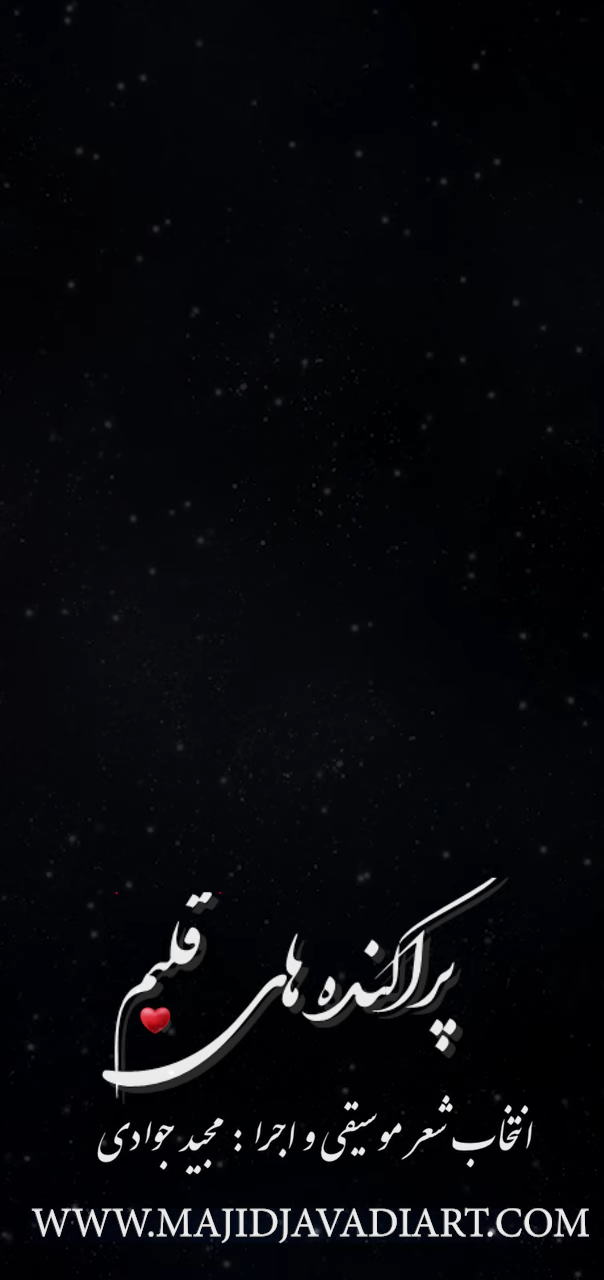 پراکنده های قلبم
انتخاب شعر موسیقی و اجرا : مجید جوادی
WWW.MAJIDJAVADIART.COM